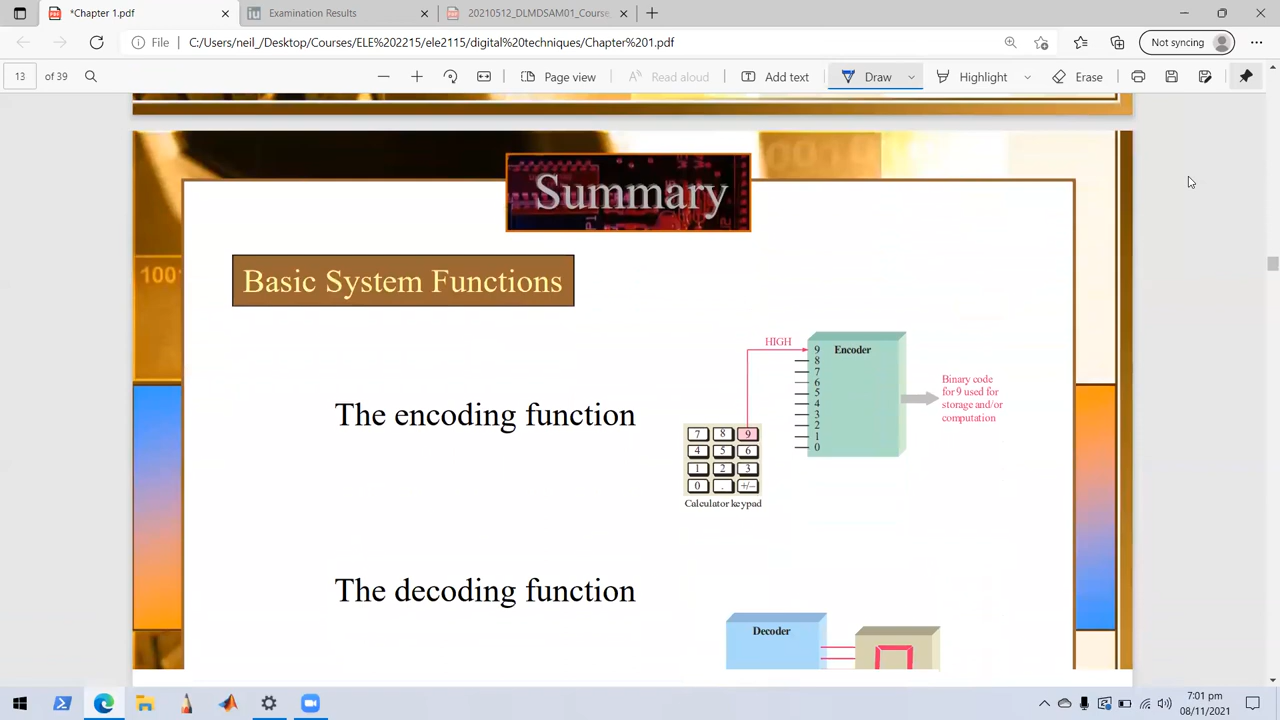 *Chapter 1.pdf
Examination Results
20210512_DLMDSAM01_Course
File
C:/Users/neil_/Desktop/Courses/ELE%202215/ele2115/digital%20techniques/Chapter%201.pdf
Not syncing
13 of 39
Page view
Read aloud
Add text
Draw
Highlight
Erase
Summary
100
Basic System Functions
HIGH
9 Encoder
8
7
6
5
4
3
2
1
0
Binary code
for 9 used for
storage and/or
computation
The encoding function
7 8 9
4 5 6
1 2 3
0 . +/–
Calculator keypad
The decoding function
Decoder
7:01 pm
08/11/2021